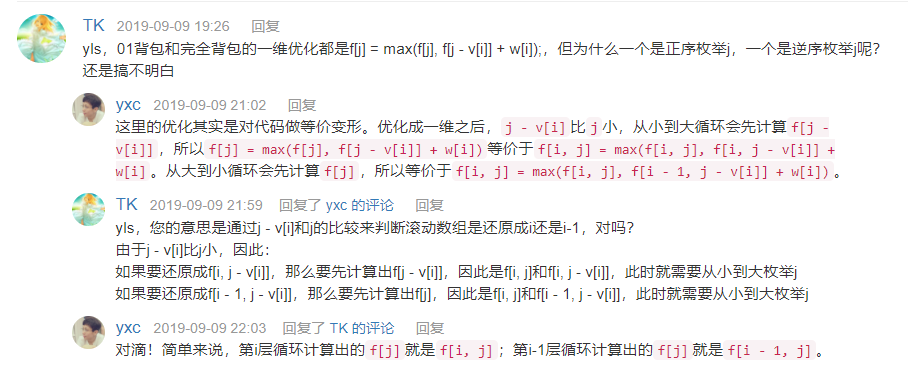 TK 2019-09-09 19:26 回复
yls，01背包和完全背包的一维优化都是f[j] = max(f[j], f[j - v[i]] + w[i]);，但为什么一个是正序枚举j，一个是逆序枚举j呢？
还是搞不明白
yxc 2019-09-09 21:02 回复
这里的优化其实是对代码做等价变形。优化成一维之后，j - v[i]比j小，从小到大循环会先计算f[j -
v[i]]，所以f[j] = max(f[j], f[j - v[i]] + w[i])等价于f[i, j] = max(f[i, j], f[i, j - v[i]] +
w[i]。从大到小循环会先计算f[j]，所以等价于f[i, j] = max(f[i, j], f[i - 1, j - v[i]] + w[i])。
TK 2019-09-09 21:59 回复了 yxc 的评论 回复
yls，您的意思是通过j - v[i]和j的比较来判断滚动数组是还原成i还是i-1，对吗？
由于j - v[i]比j小，因此：
如果要还原成f[i, j - v[i]]，那么要先计算出f[j - v[i]]，因此是f[i, j]和f[i, j - v[i]]，此时就需要从小到大枚举j
如果要还原成f[i - 1, j - v[i]]，那么要先计算出f[j]，因此是f[i, j]和f[i - 1, j - v[i]]，此时就需要从小到大枚举j
yxc 2019-09-09 22:03 回复了 TK 的评论 回复
对滴！简单来说，第i层循环计算出的f[j]就是f[i, j]；第i-1层循环计算出的f[j]就是f[i - 1, j]。